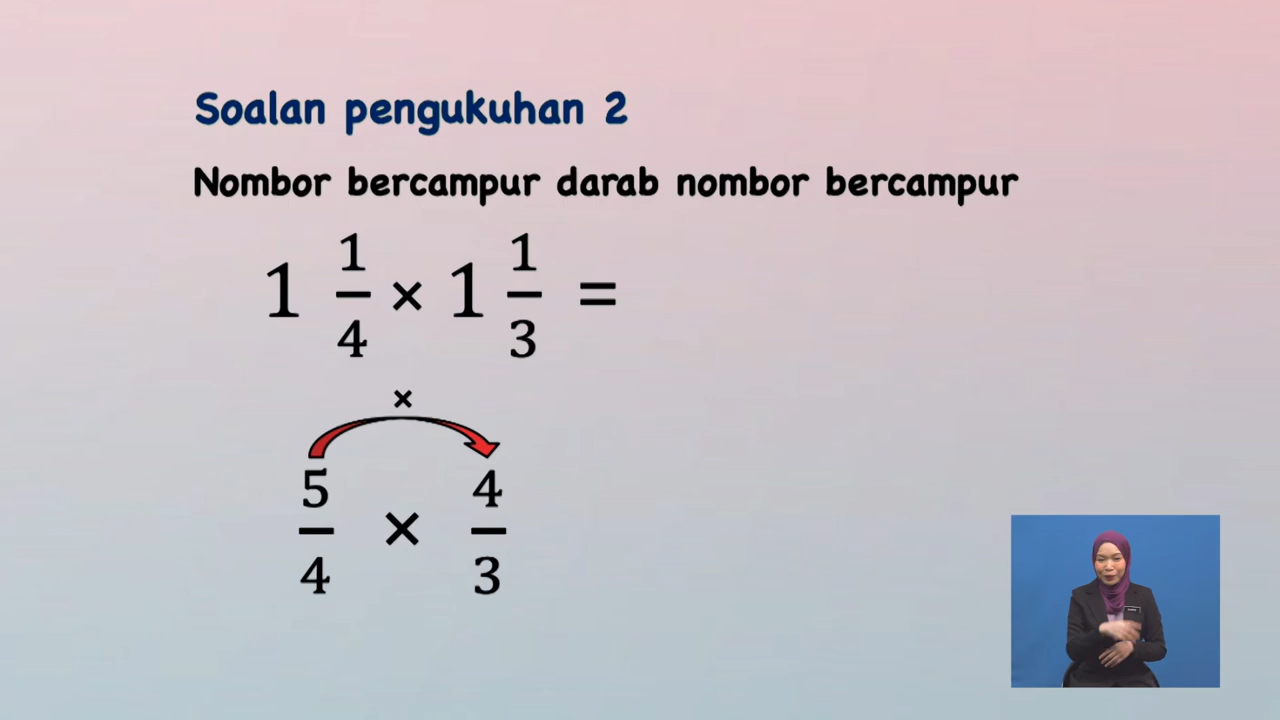 Soalan pengukuhan 2
Nombor bercampur darab nombor bercampur
1 1/4 × 1 1/3 =
×
5/4 × 4/3